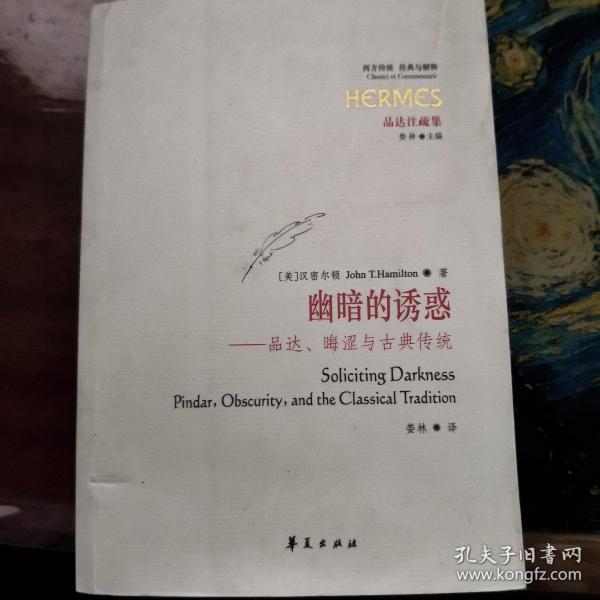 西方传统 经典与解释
Classici et Commentarii
HERMES
品达注疏集
娄林◉主编
[美]汉密尔顿 John T.Hamilton ◉ 著
幽暗的诱惑
——品达、晦涩与古典传统
Soliciting Darkness
Pindar, Obscurity, and the Classical Tradition
娄林 ◉ 译
华夏出版社
孔夫子旧书网
www.kongfz.com